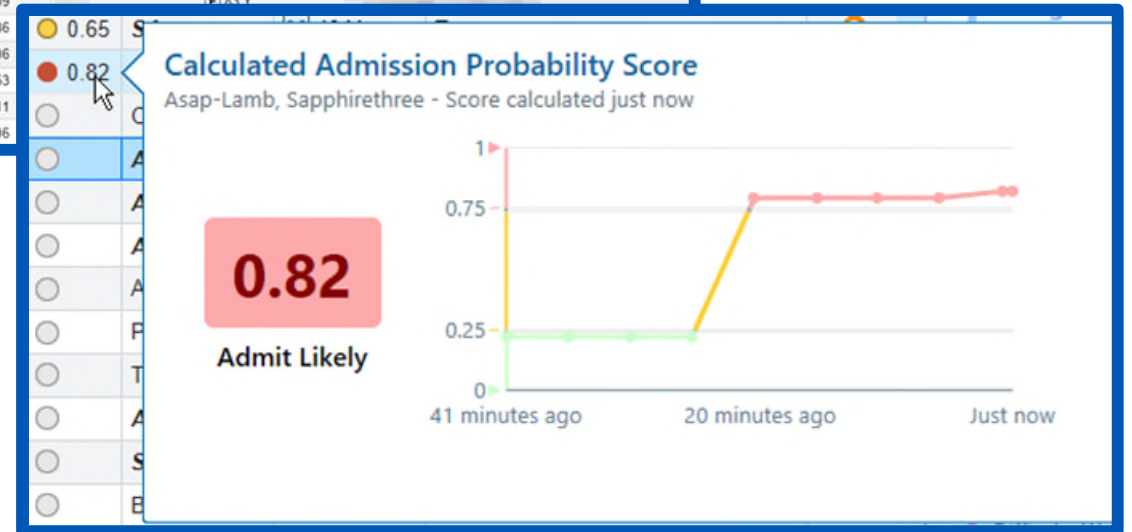 0.65 S
0.82
Calculated Admission Probability Score
Asap-Lamb, Sapphirethree - Score calculated just now
1
0.75
0.25
0
0.82
Admit Likely
41 minutes ago
20 minutes ago
Just now
A
A
A
A
P
T
A
S
B